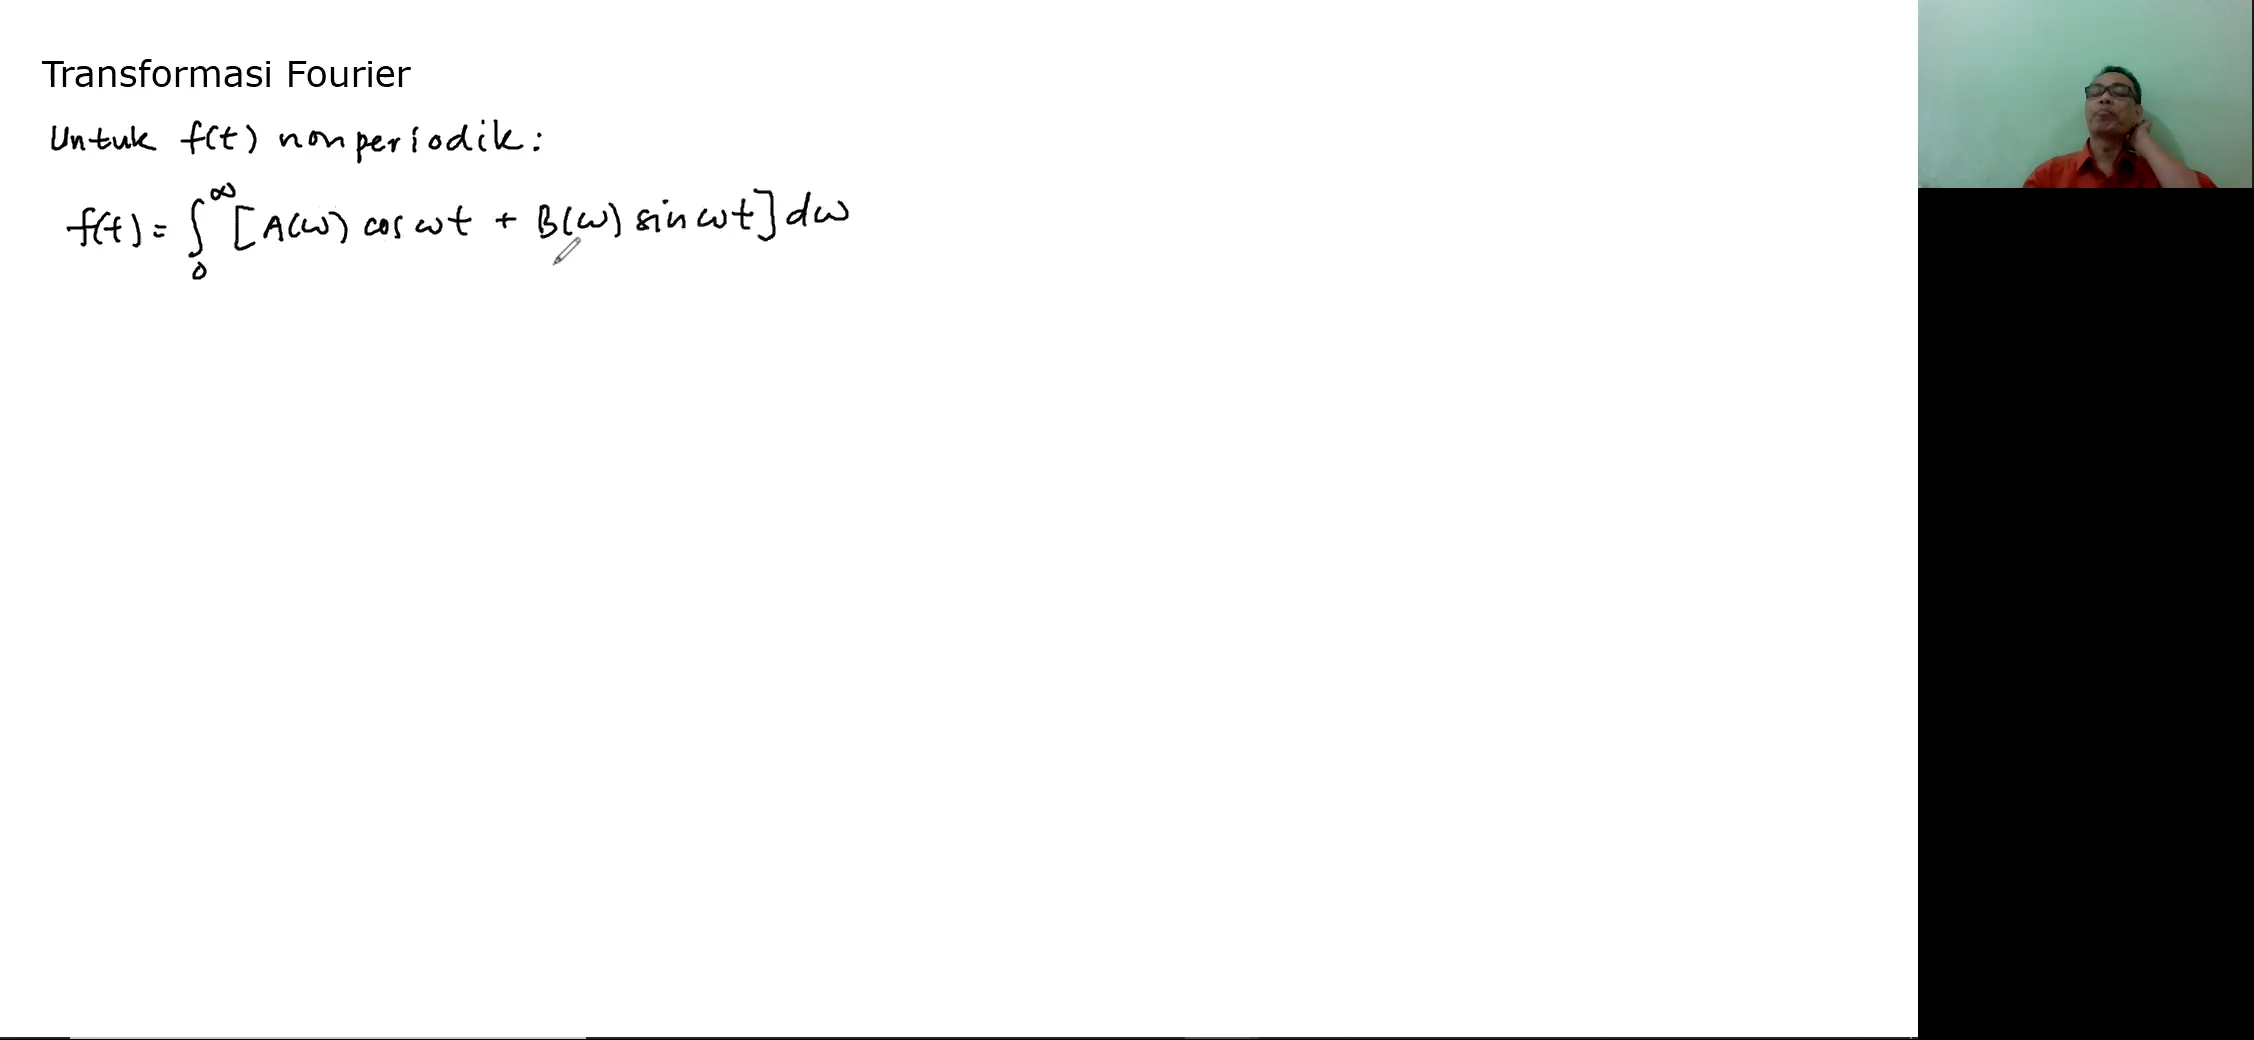 Transformasi Fourier
Untuk f(t) nonperiodik:
f(t) = ∫₀^∞ [A(ω) cos ωt + B(ω) sin ωt] dω